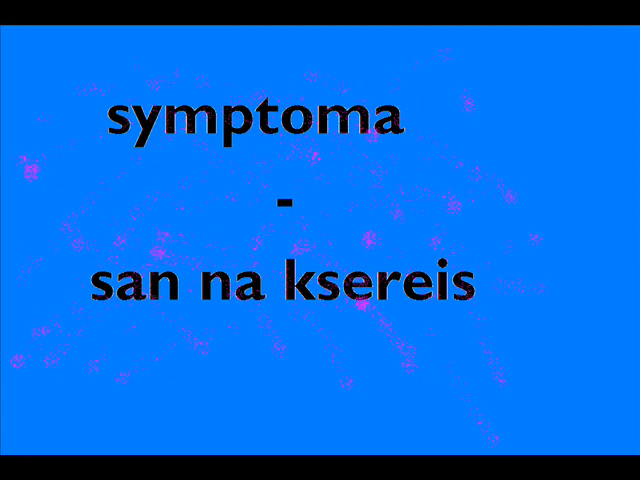 symptoma
-
san na ksereis